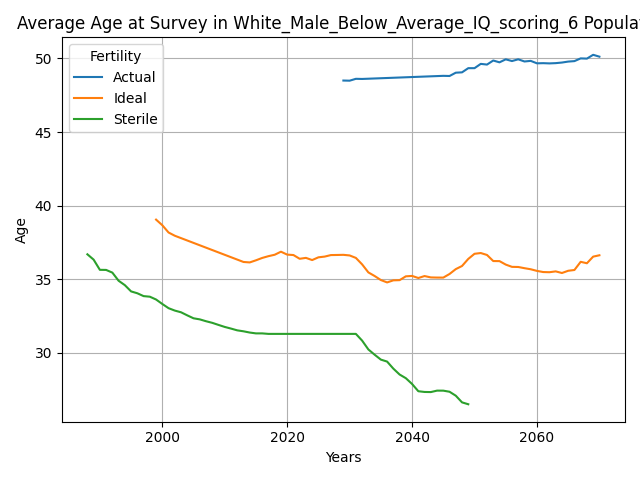 Average Age at Survey in White_Male_Below_Average_IQ_scoring_6 Popula
Fertility
Actual
Ideal
Sterile
50
45
40
35
30
Age
2000 2020 2040 2060
Years